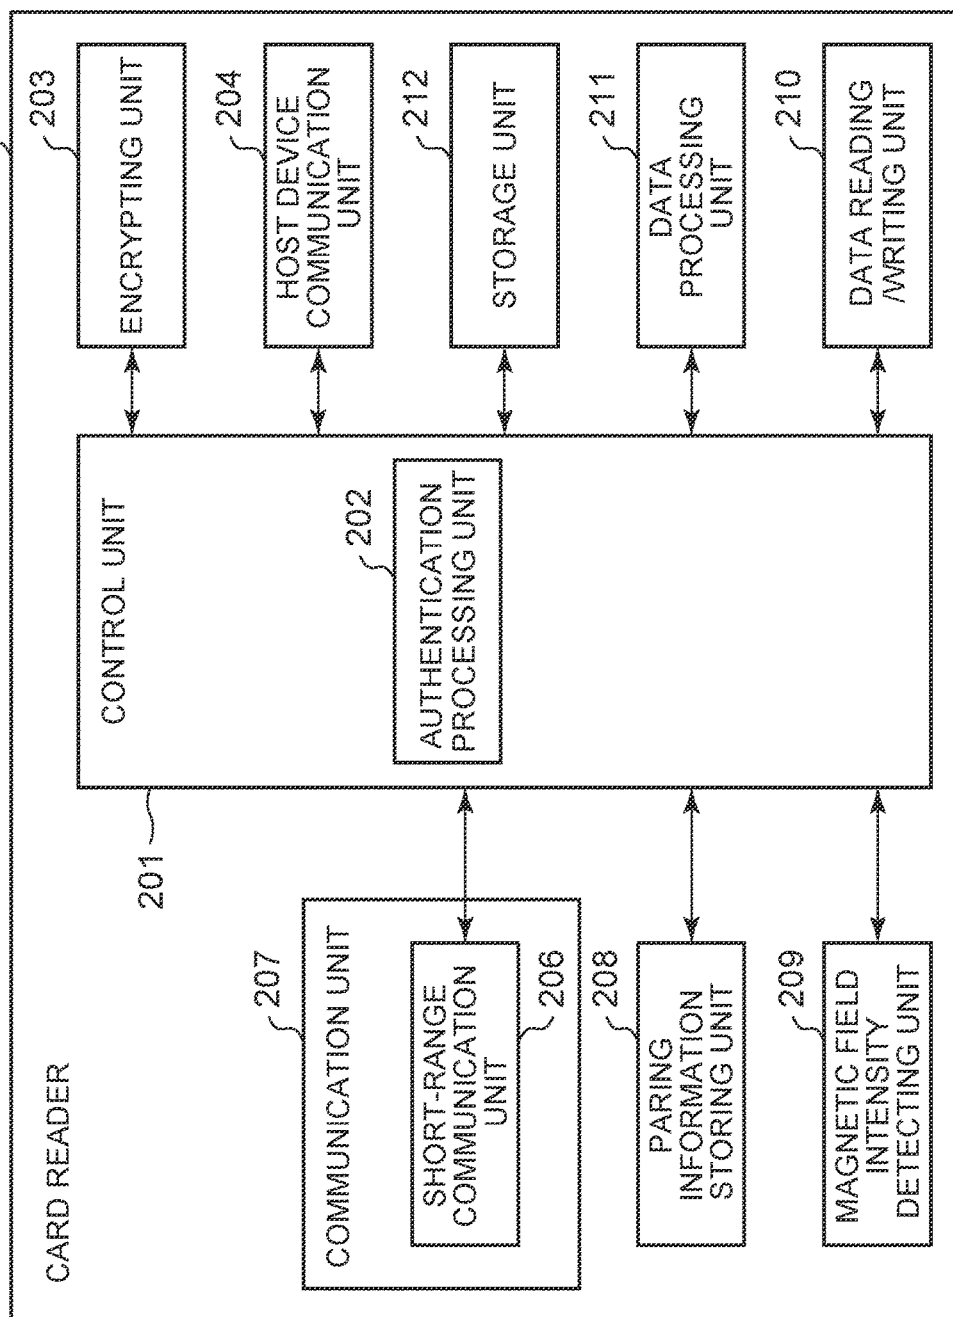 CARD READER
207
COMMUNICATION UNIT
SHORT-RANGE
COMMUNICATION
UNIT
206
208
PARING
INFORMATION
STORING UNIT
209
MAGNETIC FIELD
INTENSITY
DETECTING UNIT
201
CONTROL UNIT
202
AUTHENTICATION
PROCESSING UNIT
203
ENCRYPTING UNIT
204
HOST DEVICE
COMMUNICATION
UNIT
212
STORAGE UNIT
211
DATA
PROCESSING
UNIT
210
DATA READING
/WRITING UNIT